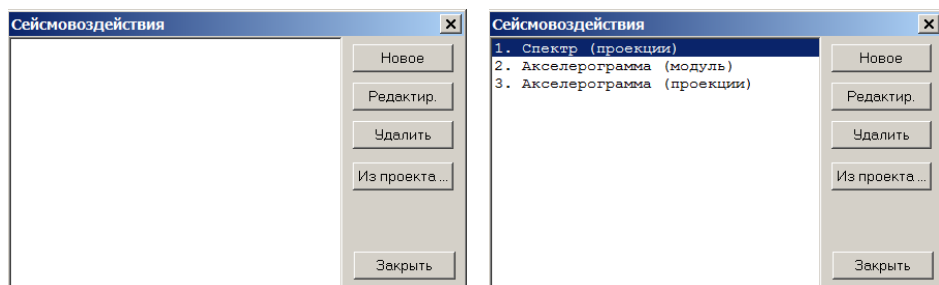 Сейсмовоздействия
Новое
Редактир.
Удалить
Из проекта ...
Закрыть
Сейсмовоздействия
1. Спектр (проекции)
2. Акселерограмма (модуль)
3. Акселерограмма (проекции)
Новое
Редактир.
Удалить
Из проекта ...
Закрыть